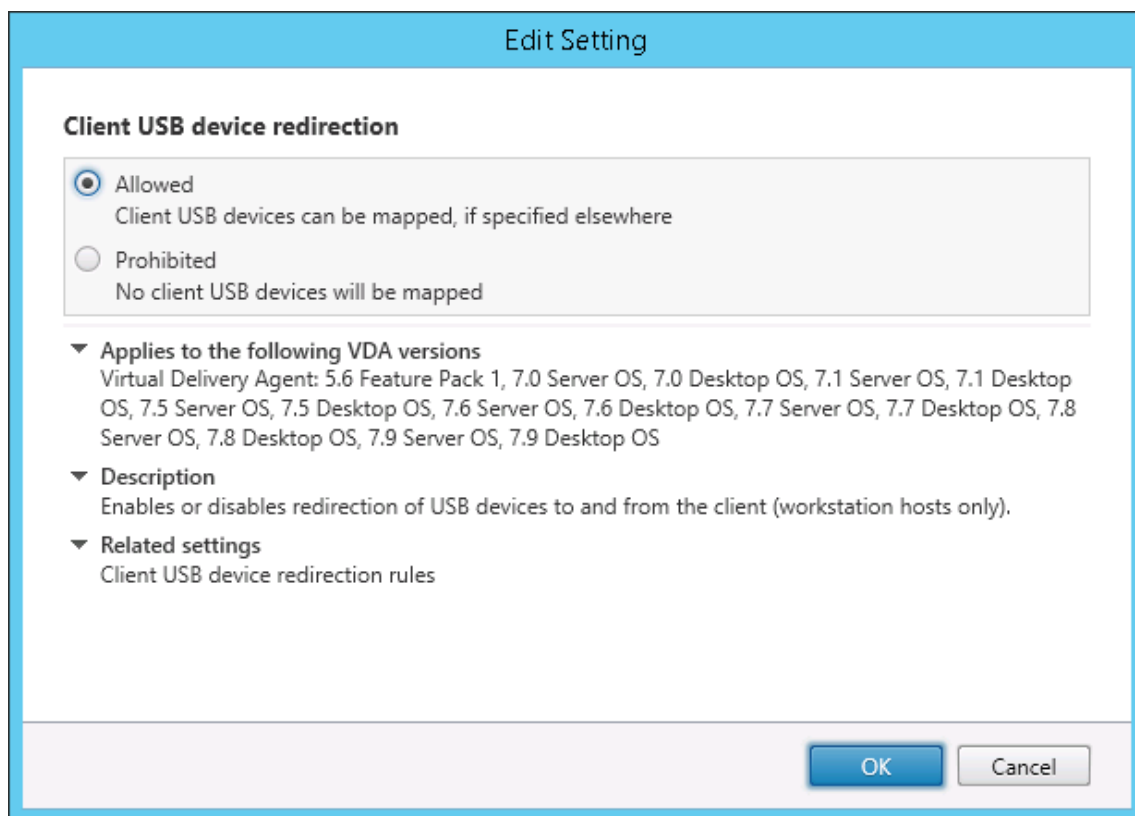 Edit Setting
Client USB device redirection
Allowed
Client USB devices can be mapped, if specified elsewhere
Prohibited
No client USB devices will be mapped
Applies to the following VDA versions
Virtual Delivery Agent: 5.6 Feature Pack 1, 7.0 Server OS, 7.0 Desktop OS, 7.1 Server OS, 7.1 Desktop
OS, 7.5 Server OS, 7.5 Desktop OS, 7.6 Server OS, 7.6 Desktop OS, 7.7 Server OS, 7.7 Desktop OS, 7.8
Server OS, 7.8 Desktop OS, 7.9 Server OS, 7.9 Desktop OS
Description
Enables or disables redirection of USB devices to and from the client (workstation hosts only).
Related settings
Client USB device redirection rules
OK Cancel